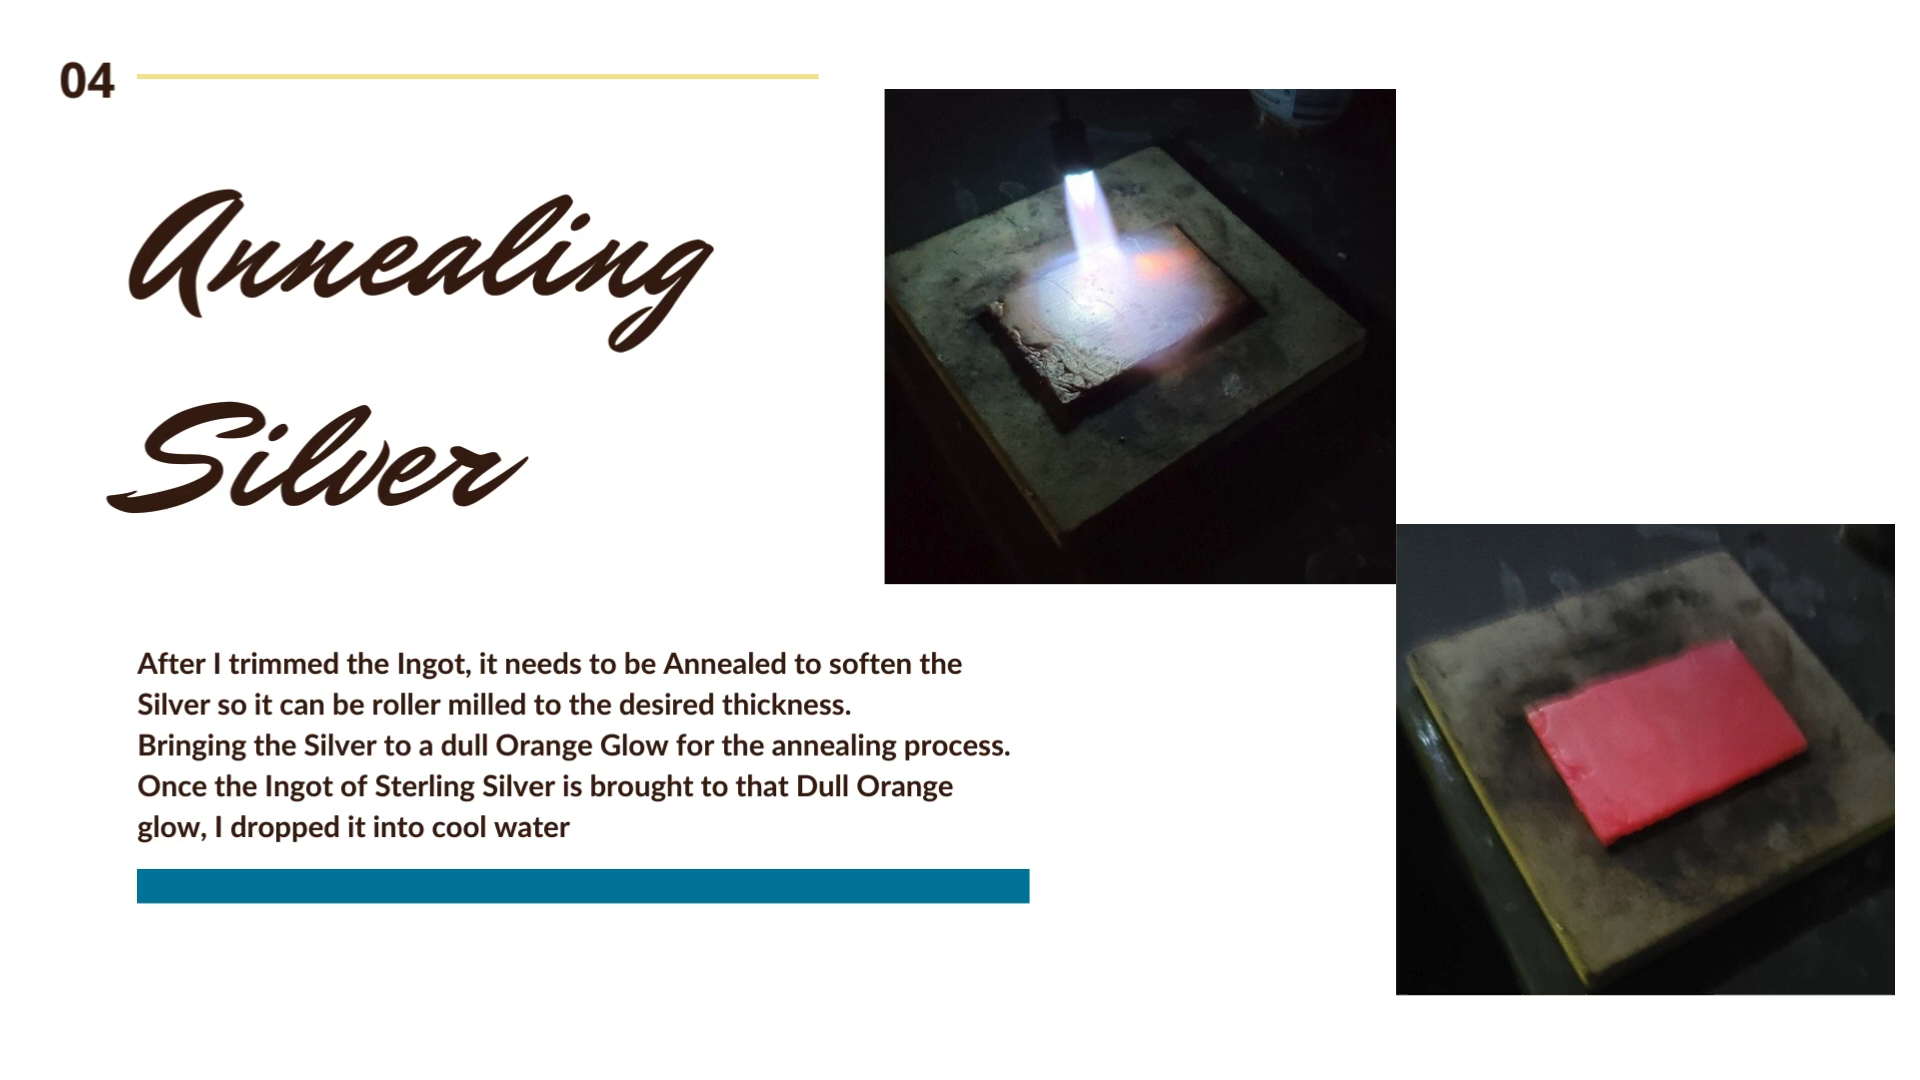 04
Annealing
Silver
After I trimmed the Ingot, it needs to be Annealed to soften the
Silver so it can be roller milled to the desired thickness.
Bringing the Silver to a dull Orange Glow for the annealing process.
Once the Ingot of Sterling Silver is brought to that Dull Orange
glow, I dropped it into cool water